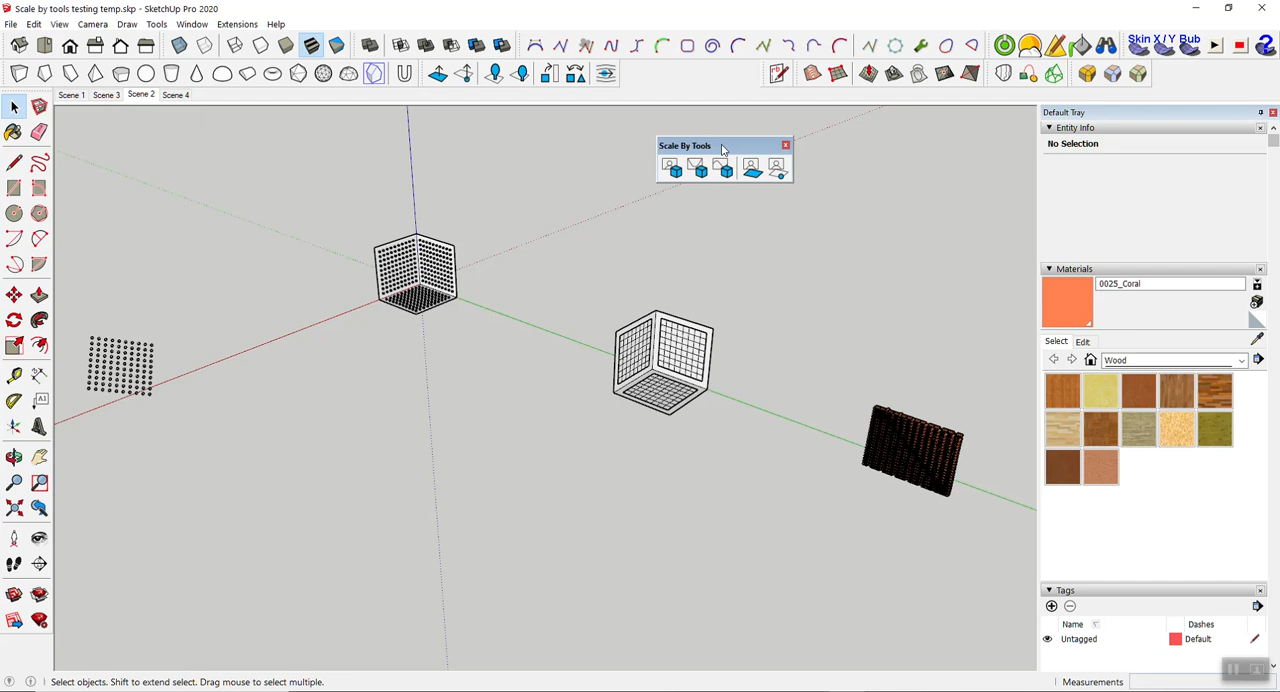 Scale by tools testing temp.skp - SketchUp Pro 2020
File Edit View Camera Draw Tools Window Extensions Help
Skin X / Y Bub
Scene 1 Scene 3 Scene 2 Scene 4
Default Tray
Entity Info
No Selection
Scale By Tools
Materials
0025_Coral
Select Edit
Wood
A1
Tags
Name Dashes
Untagged Default
Select objects. Shift to extend select. Drag mouse to select multiple.
Measurements